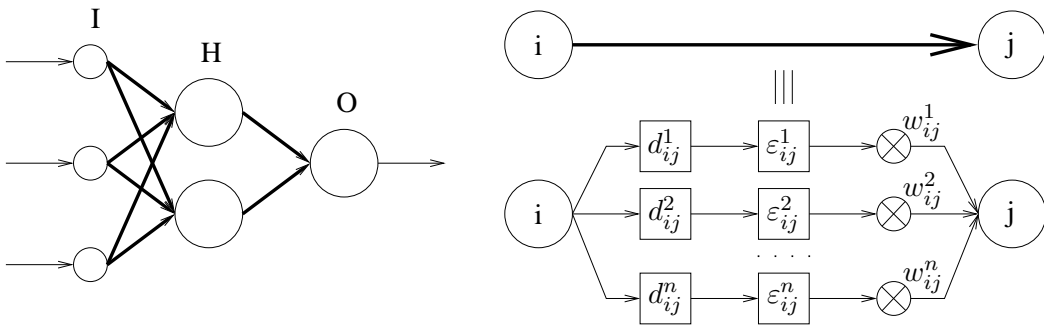 I
H
O
i j
|||
d_{ij}^1 ε_{ij}^1 w_{ij}^1
i d_{ij}^2 ε_{ij}^2 w_{ij}^2 j
. . . .
d_{ij}^n ε_{ij}^n w_{ij}^n